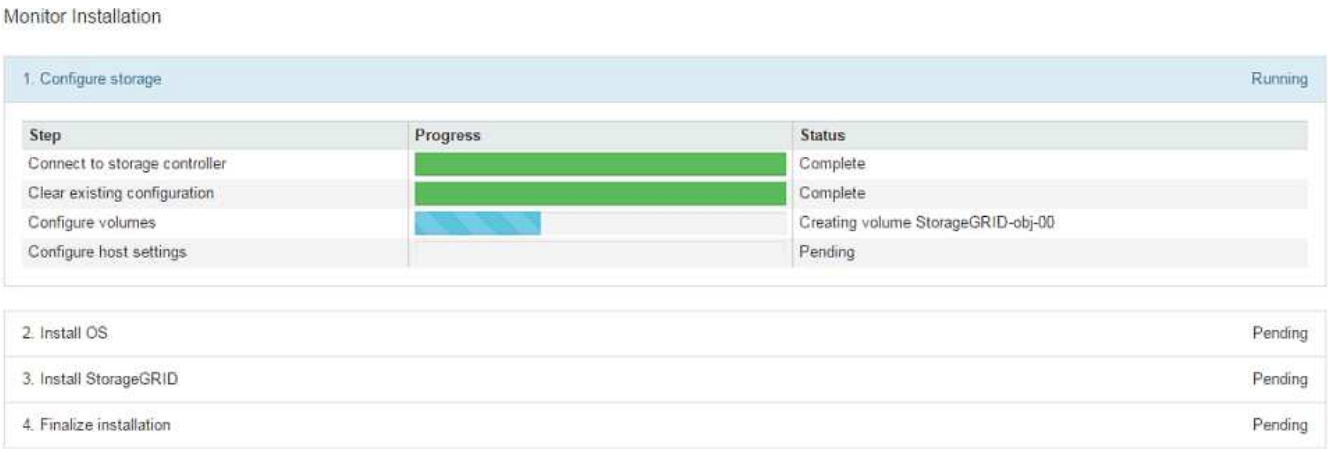 Monitor Installation
1. Configure storage Running
Step Progress Status
Connect to storage controller Complete
Clear existing configuration Complete
Configure volumes Creating volume StorageGRID-obj-00
Configure host settings Pending
2. Install OS Pending
3. Install StorageGRID Pending
4. Finalize installation Pending